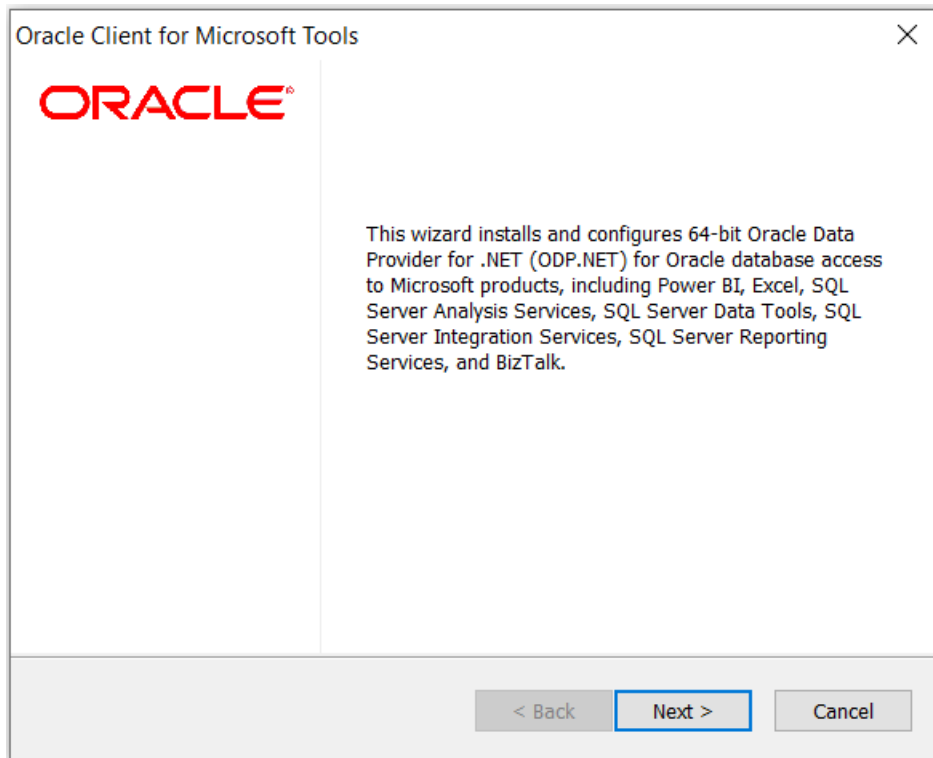 Oracle Client for Microsoft Tools
ORACLE®
This wizard installs and configures 64-bit Oracle Data
Provider for .NET (ODP.NET) for Oracle database access
to Microsoft products, including Power BI, Excel, SQL
Server Analysis Services, SQL Server Data Tools, SQL
Server Integration Services, SQL Server Reporting
Services, and BizTalk.
< Back
Next >
Cancel